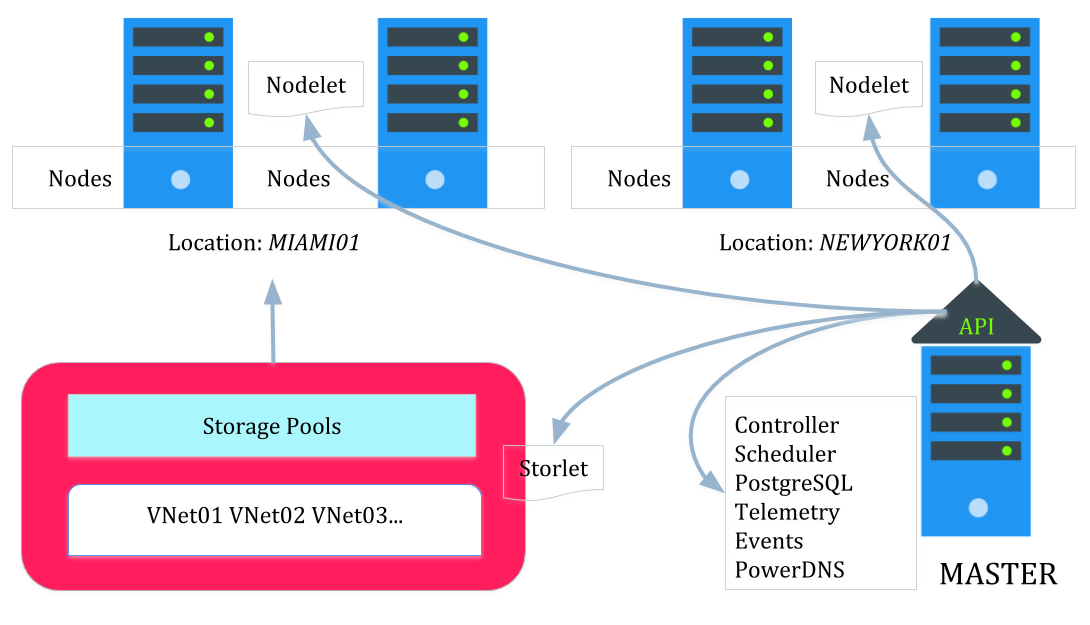 Nodelet
Nodelet
Nodes
Nodes
Nodes
Nodes
Location: MIAMI01
Location: NEWYORK01
API
Storage Pools
VNet01 VNet02 VNet03...
Storlet
Controller
Scheduler
PostgreSQL
Telemetry
Events
PowerDNS
MASTER